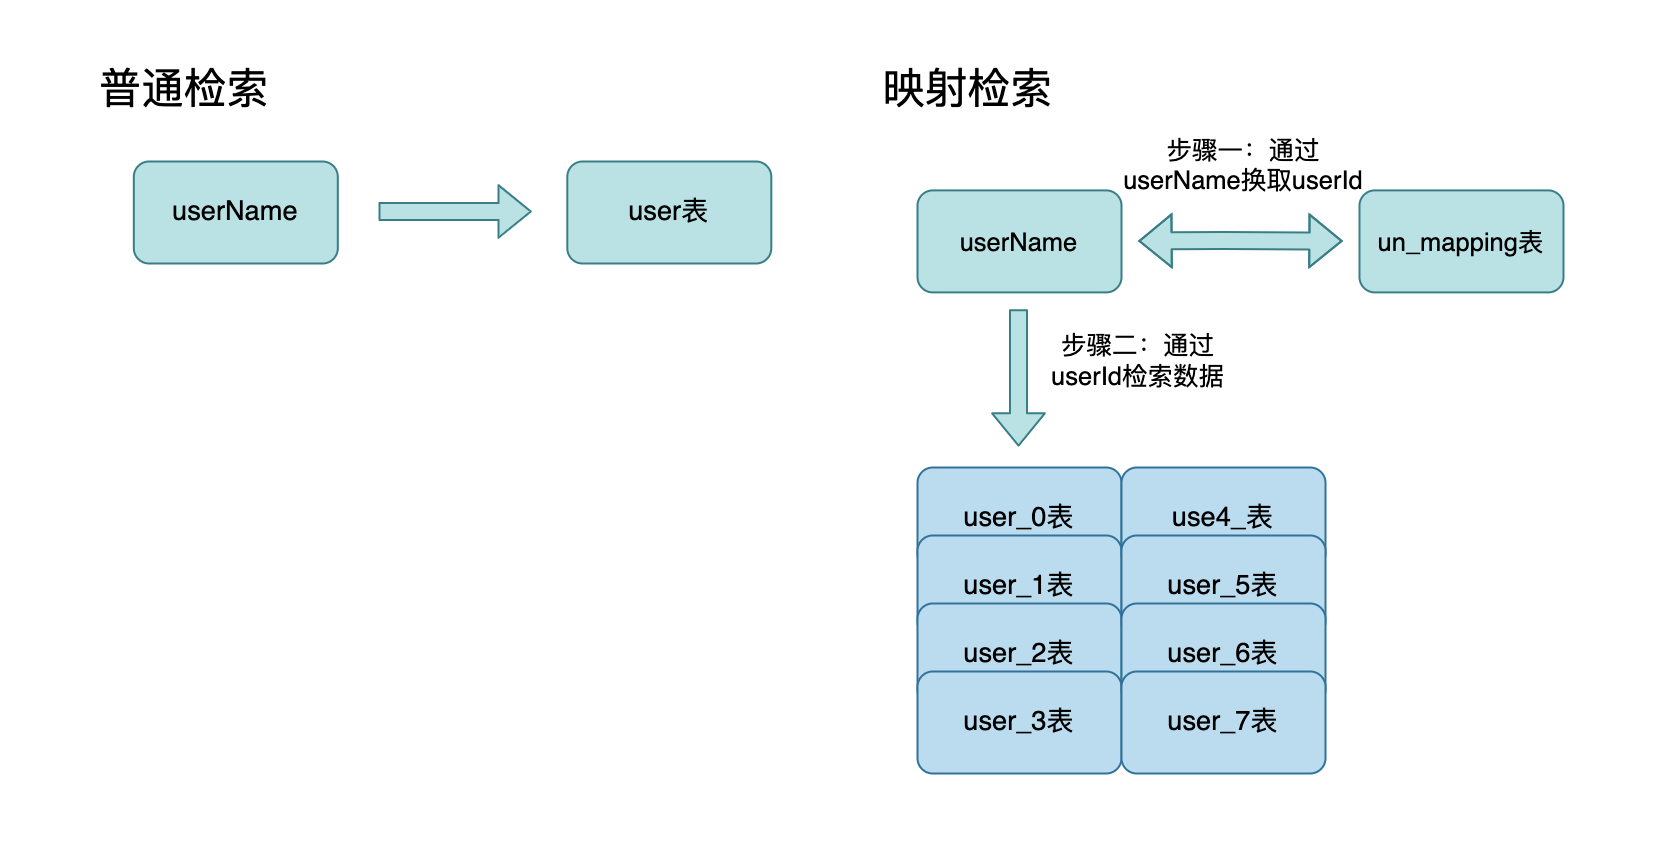 普通检索
userName
user表
映射检索
步骤一：通过
userName换取userId
userName
un_mapping表
步骤二：通过
userId检索数据
user_0表
use4_表
user_1表
user_5表
user_2表
user_6表
user_3表
user_7表